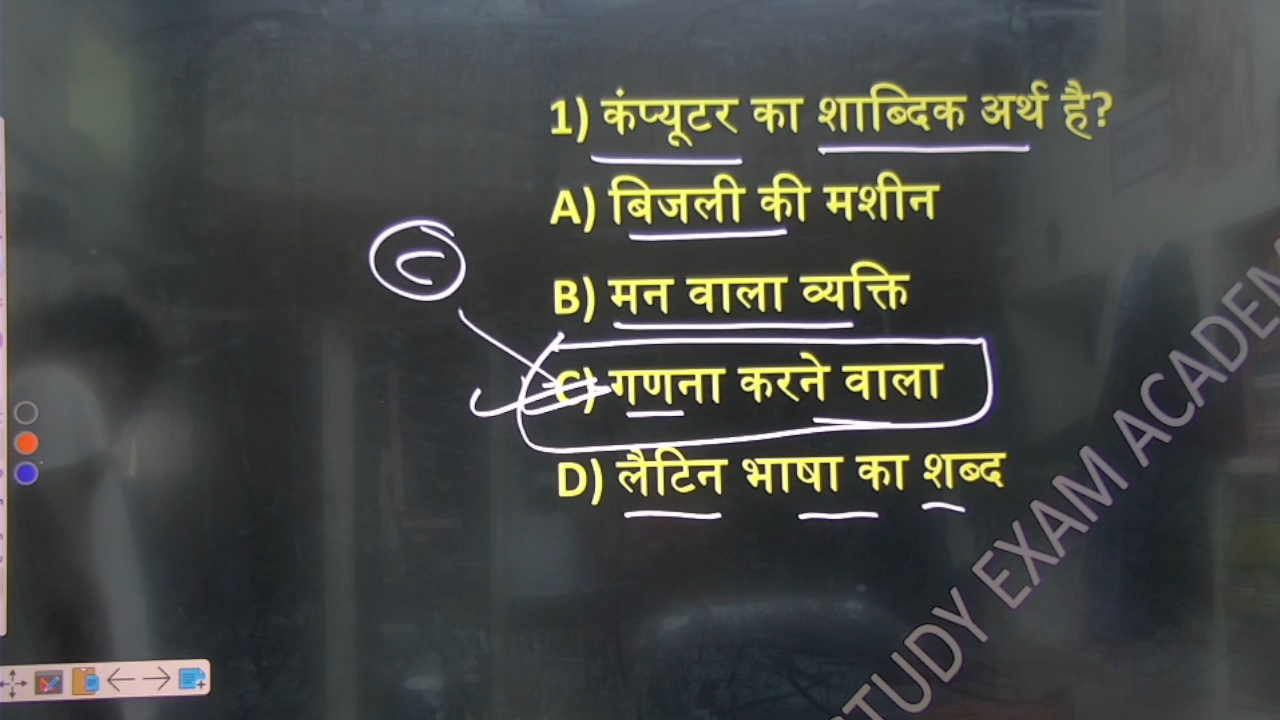 1) कंप्यूटर का शाब्दिक अर्थ है?
A) बिजली की मशीन
B) मन वाला व्यक्ति
C
C) गणना करने वाला
D) लैटिन भाषा का शब्द
STUDY EXAM ACADEM